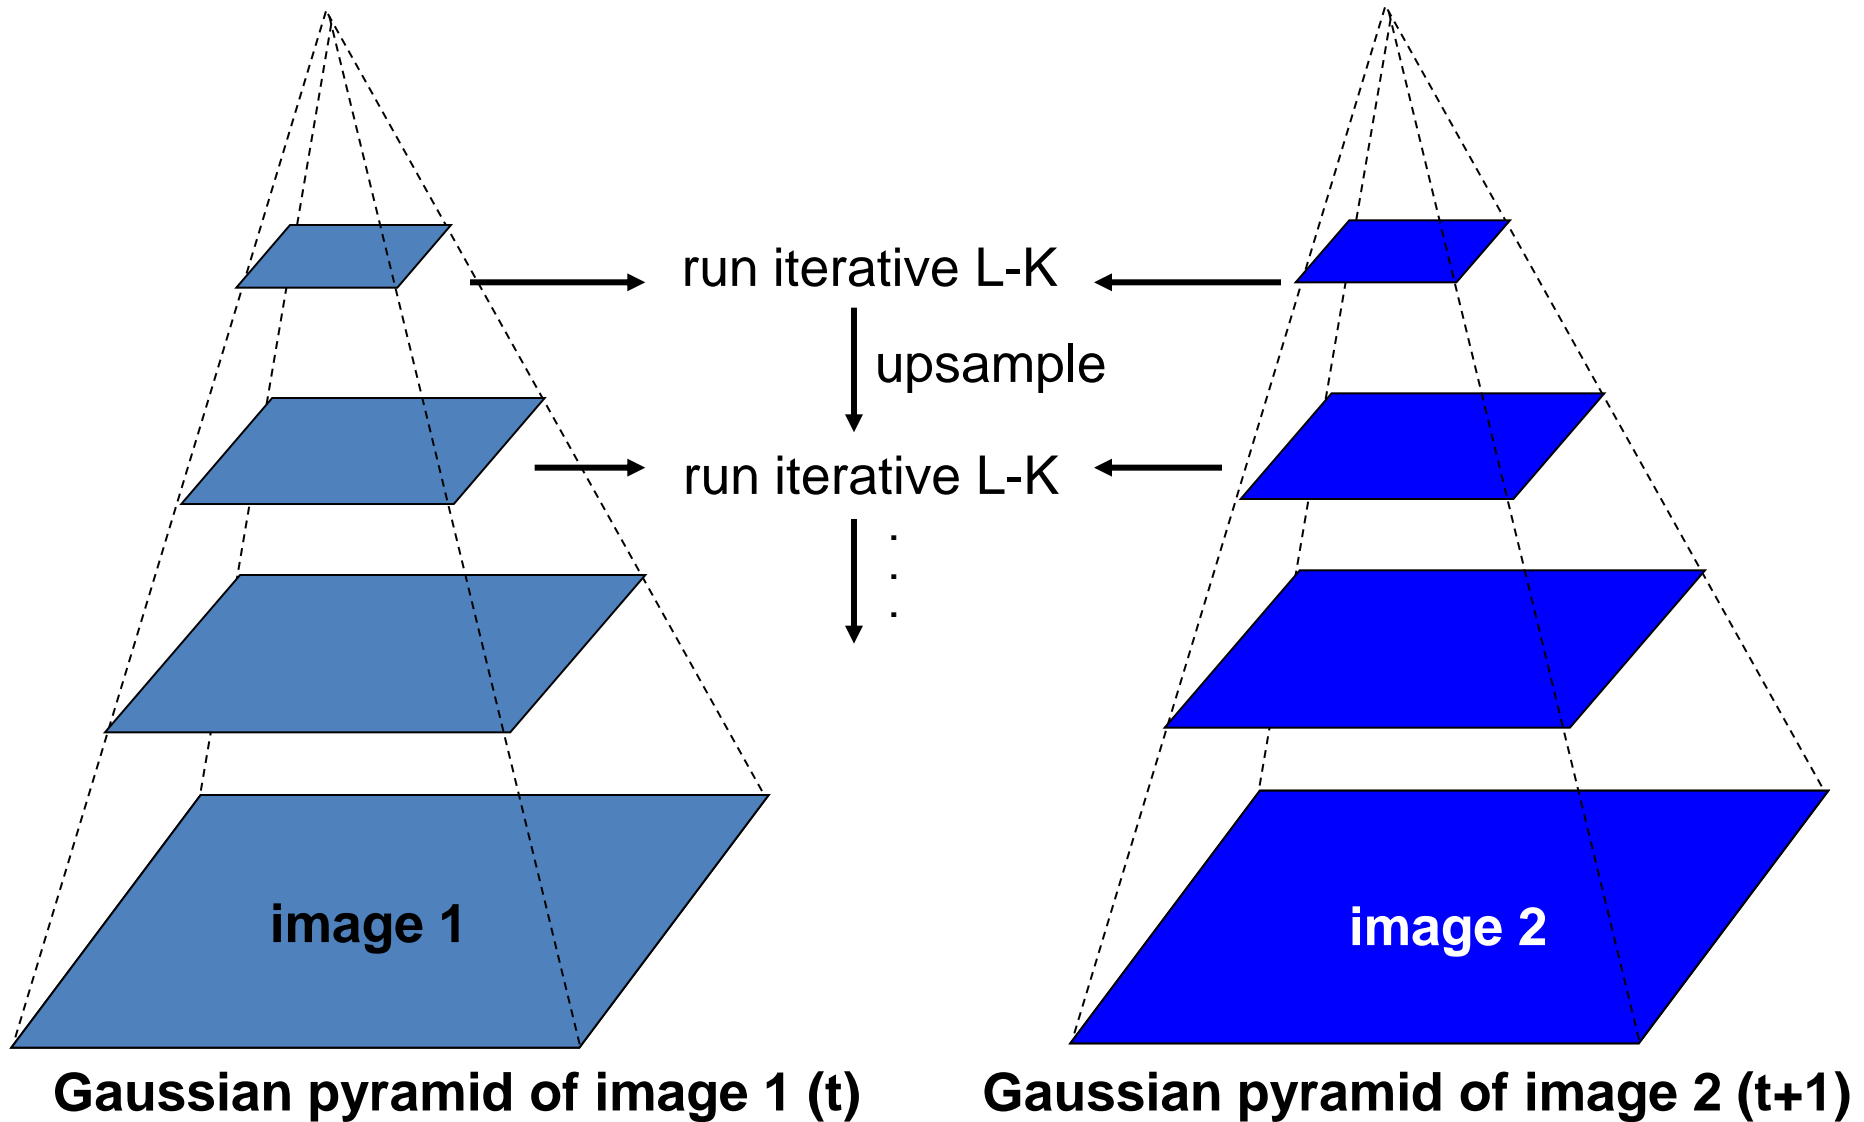 run iterative L-K
upsample
run iterative L-K
.
.
.
image 1
image 2
Gaussian pyramid of image 1 (t)
Gaussian pyramid of image 2 (t+1)